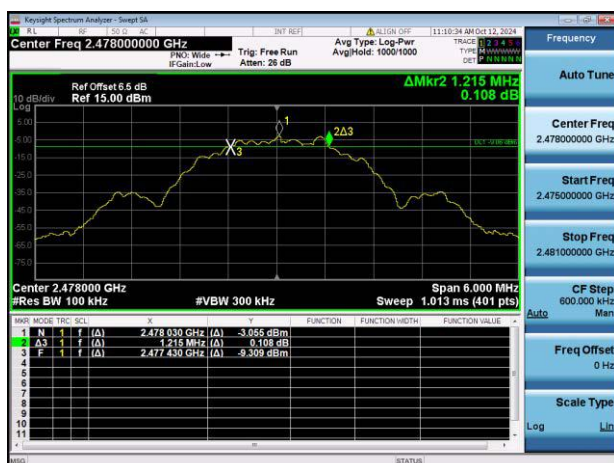 Keysight Spectrum Analyzer - Swept SA
RL RF 50 Ω AC INT REF ALIGN OFF 11:10:34 AM Oct 12, 2024
Center Freq 2.478000000 GHz
PNO: Wide
IFGain:Low
Trig: Free Run
Atten: 26 dB
Avg Type: Log-Pwr
Avg|Hold: 1000/1000
TRACE 1 2 3 4 5 6
TYPE M
DET P N N N N N
Ref Offset 6.5 dB
Ref 15.00 dBm
ΔMkr2 1.215 MHz
0.108 dB
10 dB/div
Log
5.00
-5.00
-15.0
-25.0
-35.0
-45.0
-55.0
-65.0
-75.0
1
2Δ3
3
Center 2.478000 GHz
#Res BW 100 kHz
#VBW 300 kHz
Span 6.000 MHz
Sweep 1.013 ms (401 pts)
MKR MODE TRC SCL X Y FUNCTION FUNCTION WIDTH FUNCTION VALUE
1 N 1 f (Δ) 2.478 030 GHz (Δ) -3.055 dBm
2 Δ3 1 f (Δ) 1.215 MHz (Δ) 0.108 dB
3 F 1 f (Δ) 2.477 430 GHz (Δ) -9.309 dBm
4
5
6
7
8
9
10
11
MSG STATUS
Frequency
Auto Tune
Center Freq
2.478000000 GHz
Start Freq
2.475000000 GHz
Stop Freq
2.481000000 GHz
CF Step
600.000 kHz
Auto Man
Freq Offset
0 Hz
Scale Type
Log Lin